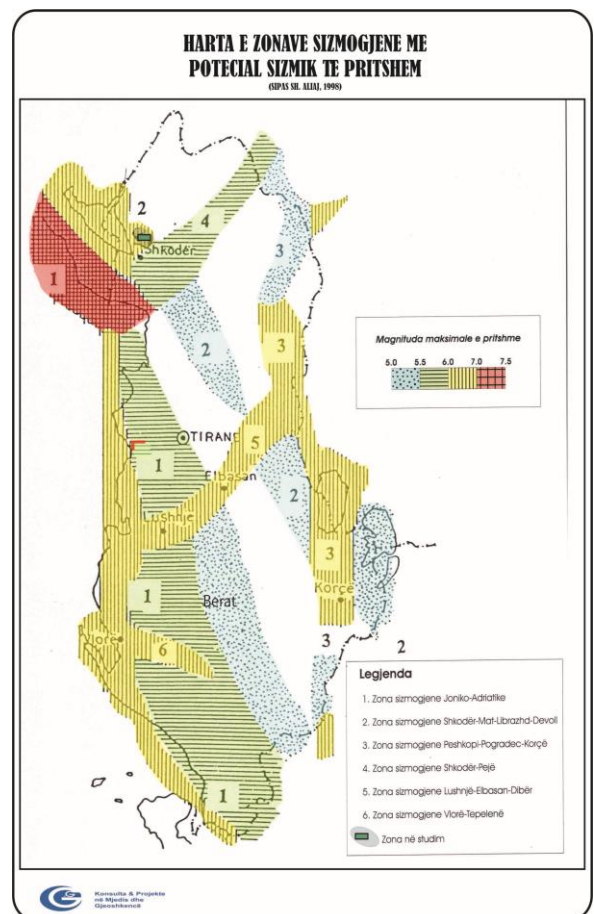 HARTA E ZONAVE SIZMOGJENE ME
POTECIAL SIZMIK TE PRITSHEM
(SIPAS SH. ALIAJ, 1998)
2
4
Shkodër
3
1
Magnituda maksimale e pritshme
5.0 5.5 6.0 7.0 7.5
2
3
TIRANE
5
1
Elbasan
2
Lushnje
3
1
Berat
Korçë
Vlorë
6
3
2
Legjenda
1. Zona sizmogjene Joniko-Adriatike
2. Zona sizmogjene Shkodër-Mat-Librazhd-Devoll
3. Zona sizmogjene Peshkopi-Pogradec-Korçë
4. Zona sizmogjene Shkodër-Pejë
5. Zona sizmogjene Lushnjë-Elbasan-Dibër
6. Zona sizmogjene Vlorë-Tepelenë
Zona në studim
1
Konsulta & Projekte
në Mjedis dhe
Gjeoshkencë